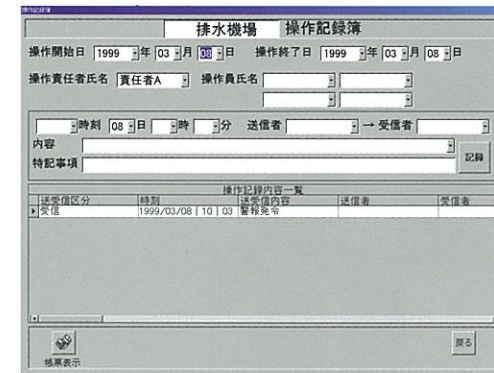 操作記録簿
排水機場 操作記録簿
操作開始日 1999 年 03 月 08 日 操作終了日 1999 年 03 月 08 日
操作責任者氏名 責任者A 操作員氏名
時刻 08 日 時 分 送信者 → 受信者
内容
特記事項 記録
操作記録内容一覧
送受信区分 時刻 送受信内容 送信者 受信者
受信 1999/03/08 | 10 | 03 警報発令
帳票表示 戻る